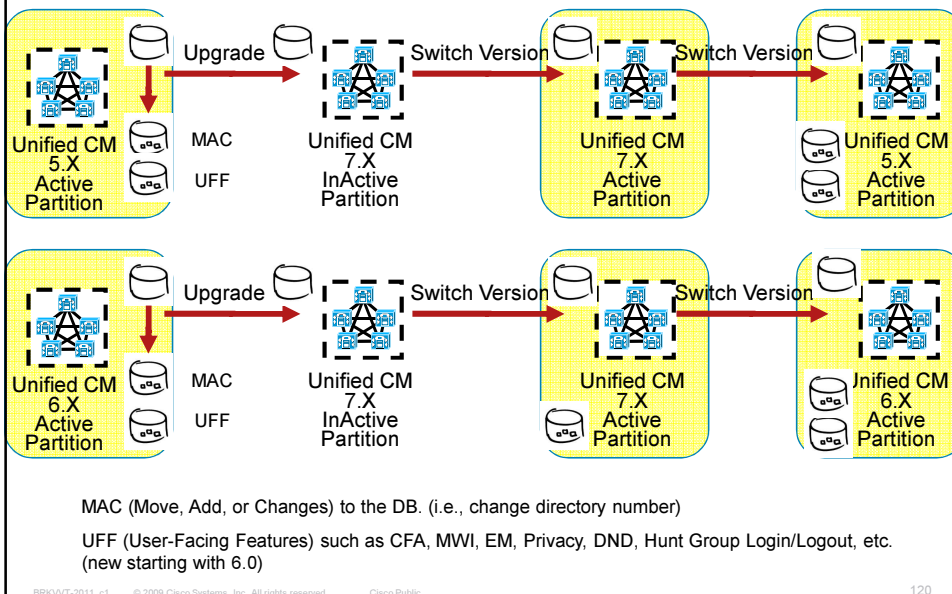 Upgrade
Switch Version
Switch Version
MAC
UFF
Unified CM
5.X
Active
Partition
Unified CM
7.X
InActive
Partition
Unified CM
7.X
Active
Partition
Unified CM
5.X
Active
Partition
Upgrade
Switch Version
Switch Version
MAC
UFF
Unified CM
6.X
Active
Partition
Unified CM
7.X
InActive
Partition
Unified CM
7.X
Active
Partition
Unified CM
6.X
Active
Partition
MAC (Move, Add, or Changes) to the DB. (i.e., change directory number)
UFF (User-Facing Features) such as CFA, MWI, EM, Privacy, DND, Hunt Group Login/Logout, etc.
(new starting with 6.0)
BRKVVT-2011_c1 © 2009 Cisco Systems, Inc. All rights reserved. Cisco Public 120